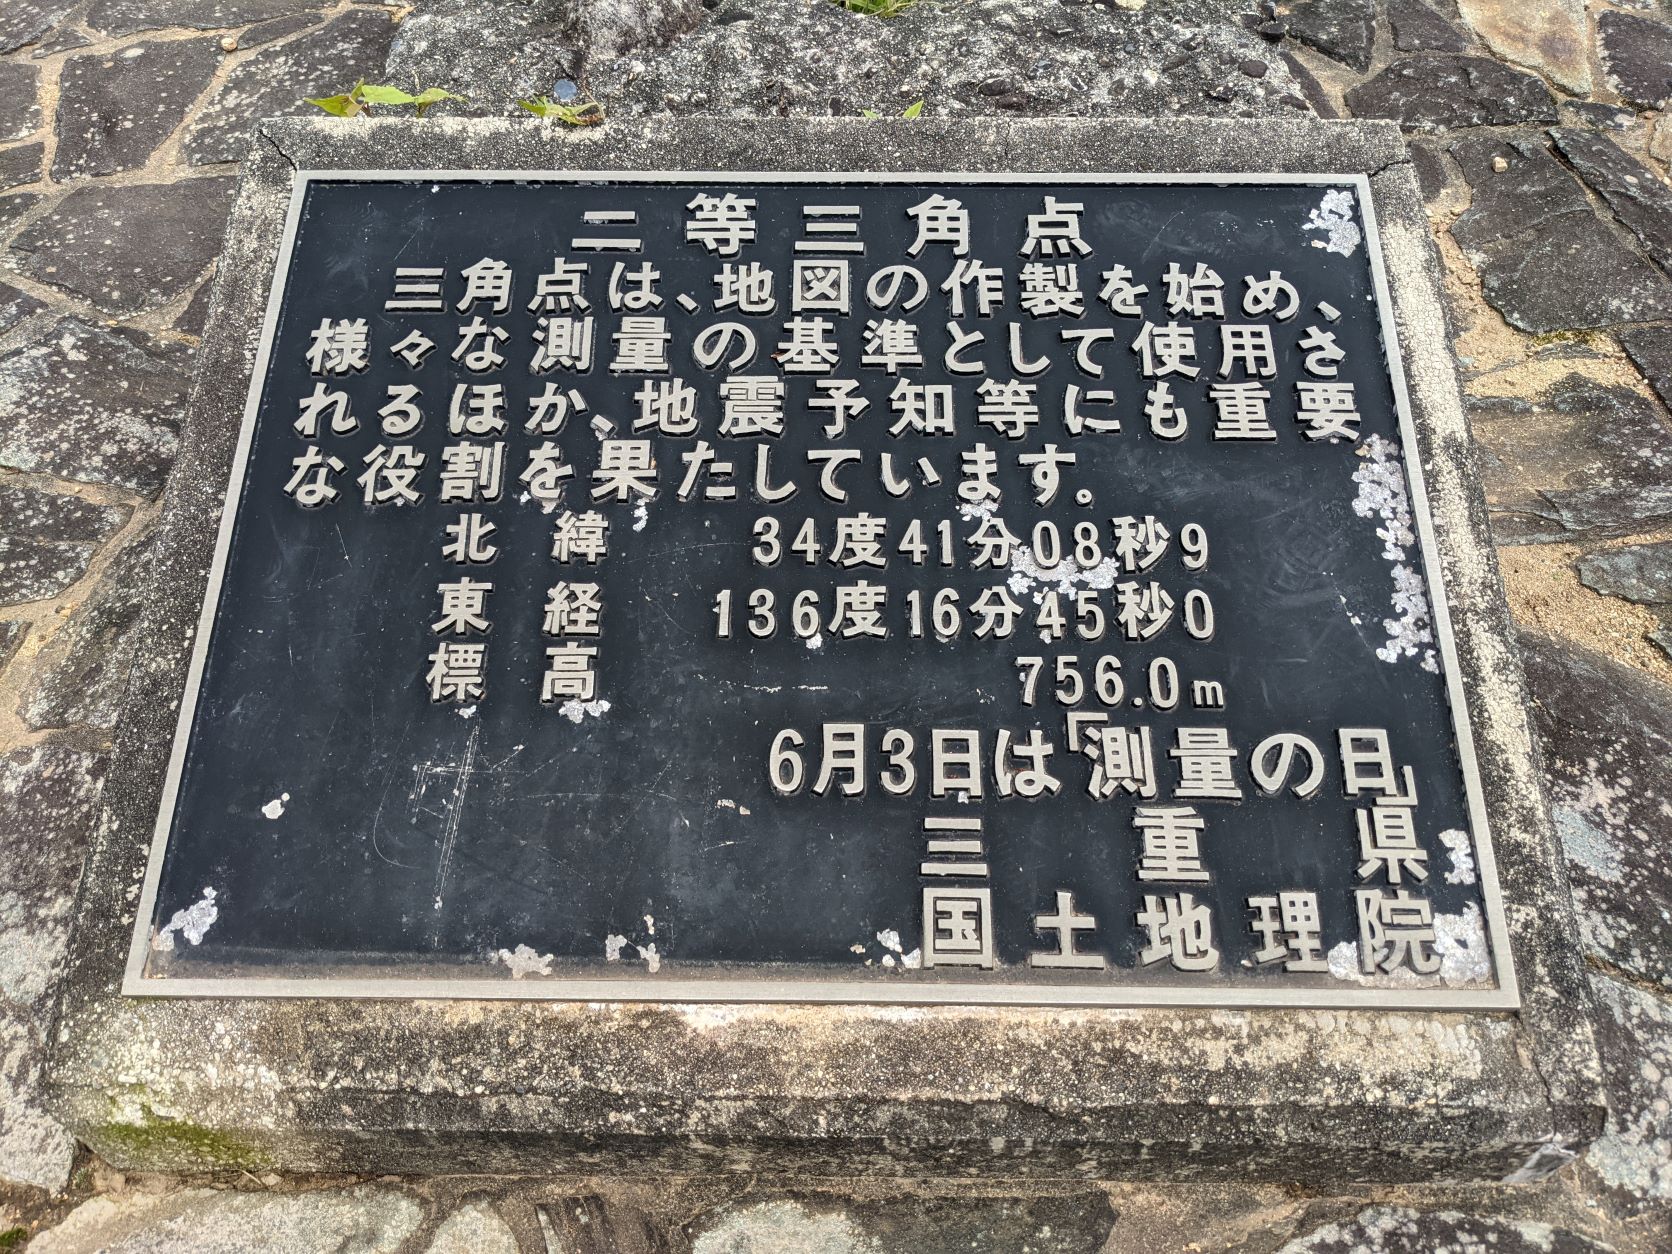 二等三角点
三角点は、地図の作製を始め、
様々な測量の基準として使用さ
れるほか、地震予知等にも重要
な役割を果たしています。
北緯 34度41分08秒9
東経 136度16分45秒0
標高 756.0m
6月3日は「測量の日」
三重県
国土地理院